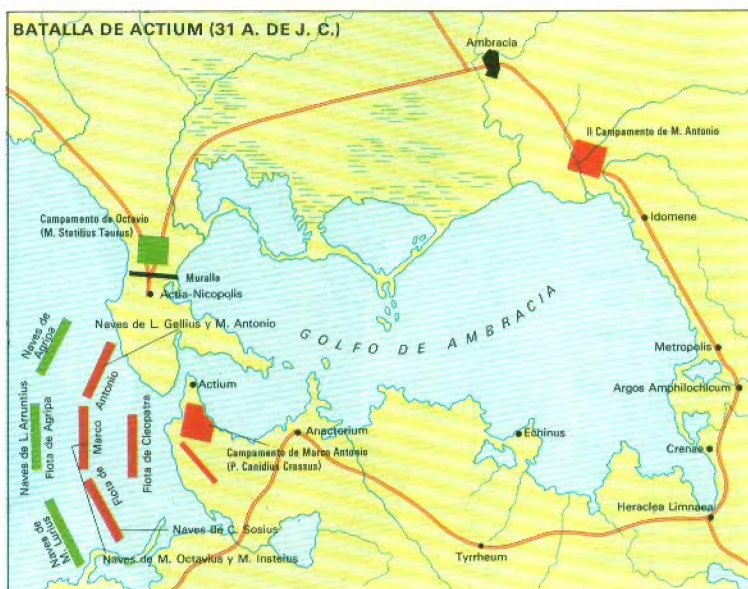 BATALLA DE ACTIUM (31 A. DE J. C.)
Ambracia
II Campamento de M. Antonio
Idomene
Campamento de Octavio
(M. Statilius Taurus)
Muralla
Actia-Nicopolis
Naves de L. Gellius y M. Antonio
GOLFO DE AMBRACIA
Naves de
Agripa
Metropolis
Argos Amphilochicum
Actium
Naves de L. Arruntius
Flota de Agripa
Flota de Marco Antonio
Flota de Cleopatra
Campamento de Marco Antonio
(P. Canidius Crassus)
Anactorium
Echinus
Crenae
Heraclea Limnaea
Naves de
M. Lurius
Naves de C. Sosius
Naves de M. Octavius y M. Insteius
Tyrrheum